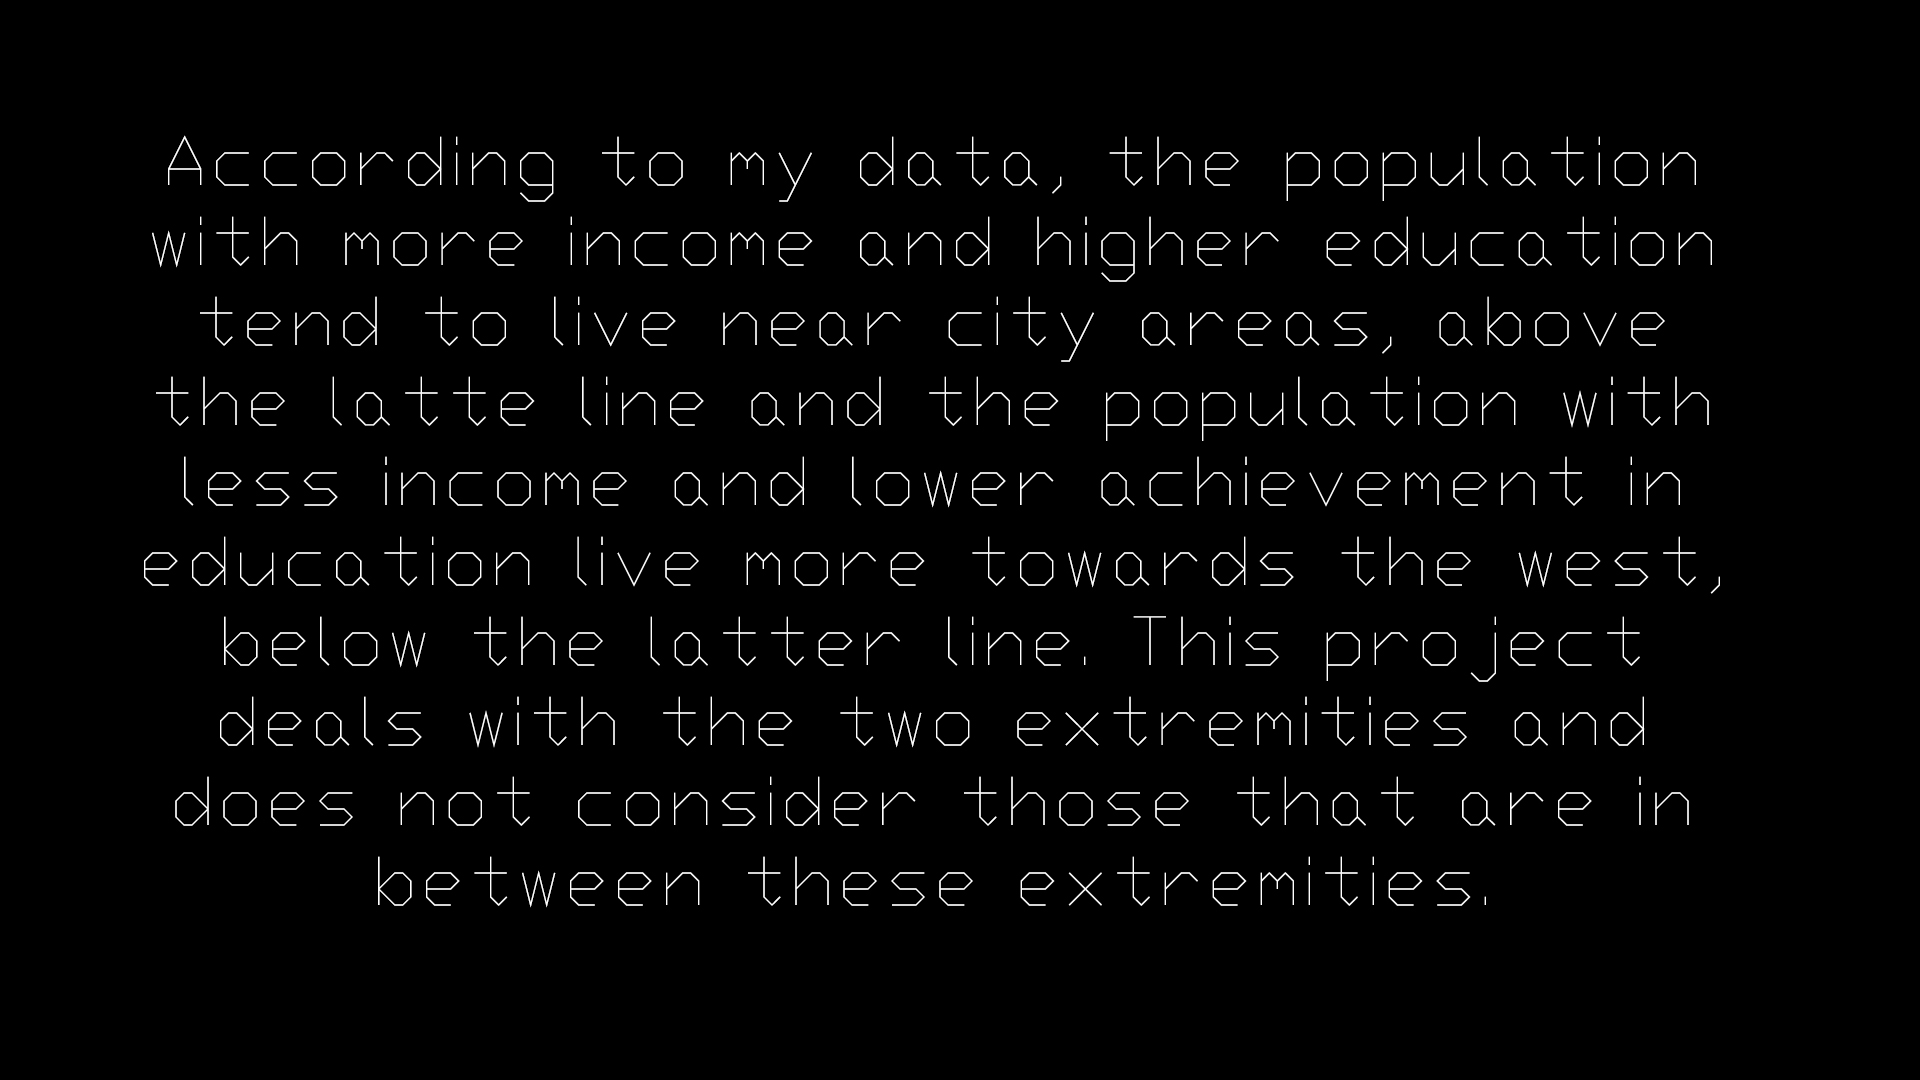 According to my data, the population
with more income and higher education
tend to live near city areas, above
the latte line and the population with
less income and lower achievement in
education live more towards the west,
below the latter line. This project
deals with the two extremities and
does not consider those that are in
between these extremities.